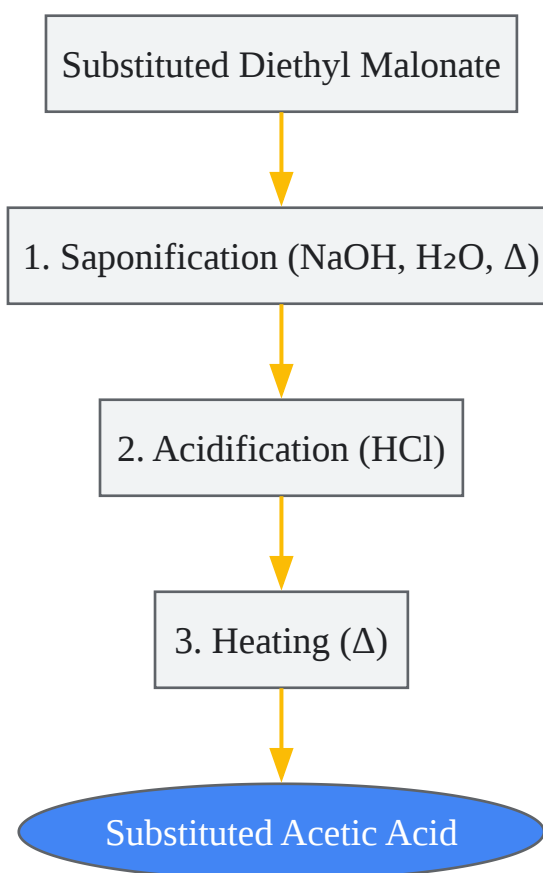 Substituted Diethyl Malonate
1. Saponification (NaOH, H₂O, Δ)
2. Acidification (HCl)
3. Heating (Δ)
Substituted Acetic Acid